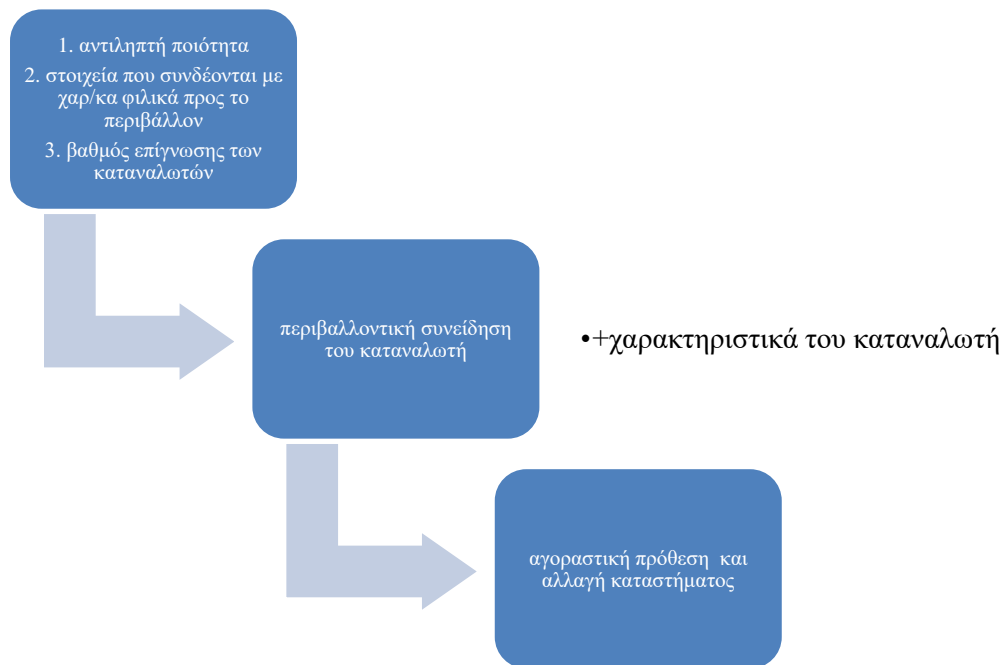 1. αντιληπτή ποιότητα
2. στοιχεία που συνδέονται με
χαρ/κα φιλικά προς το
περιβάλλον
3. βαθμός επίγνωσης των
καταναλωτών
περιβαλλοντική συνείδηση
του καταναλωτή
•+χαρακτηριστικά του καταναλωτή
αγοραστική πρόθεση και
αλλαγή καταστήματος